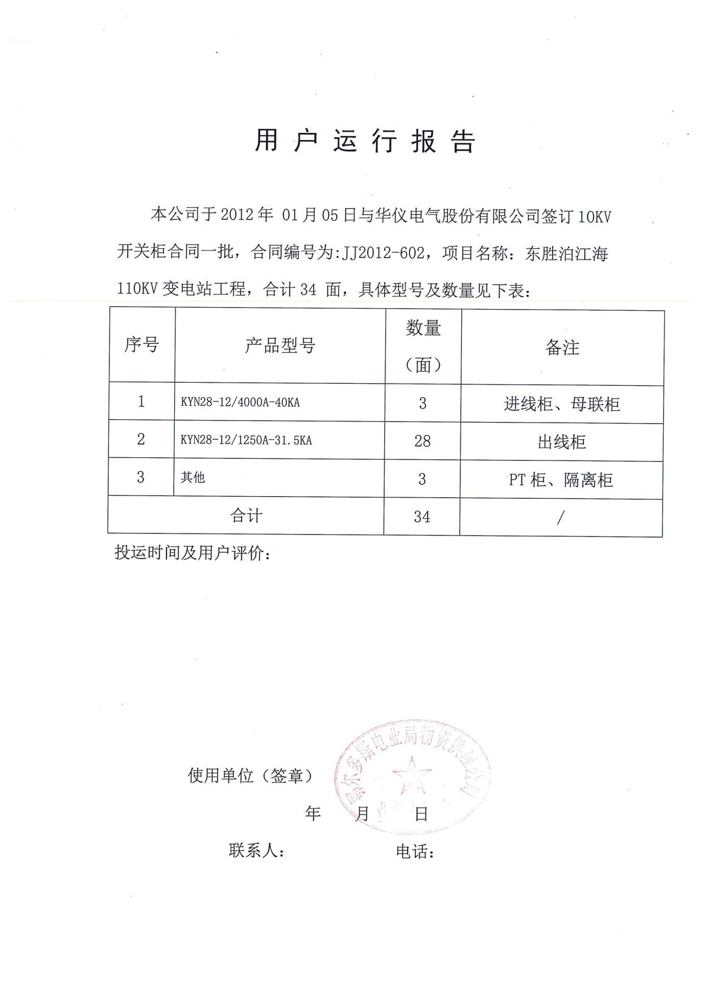 用户运行报告
本公司于2012年 01月05日与华仪电气股份有限公司签订10KV
开关柜合同一批，合同编号为:JJ2012-602，项目名称：东胜泊江海
110KV变电站工程，合计34 面，具体型号及数量见下表：
序号 产品型号 数量（面） 备注
1 KYN28-12/4000A-40KA 3 进线柜、母联柜
2 KYN28-12/1250A-31.5KA 28 出线柜
3 其他 3 PT柜、隔离柜
合计 34 /
投运时间及用户评价：
鄂尔多斯电业局物资供应公司
使用单位（签章）
年 月 日
联系人： 电话：